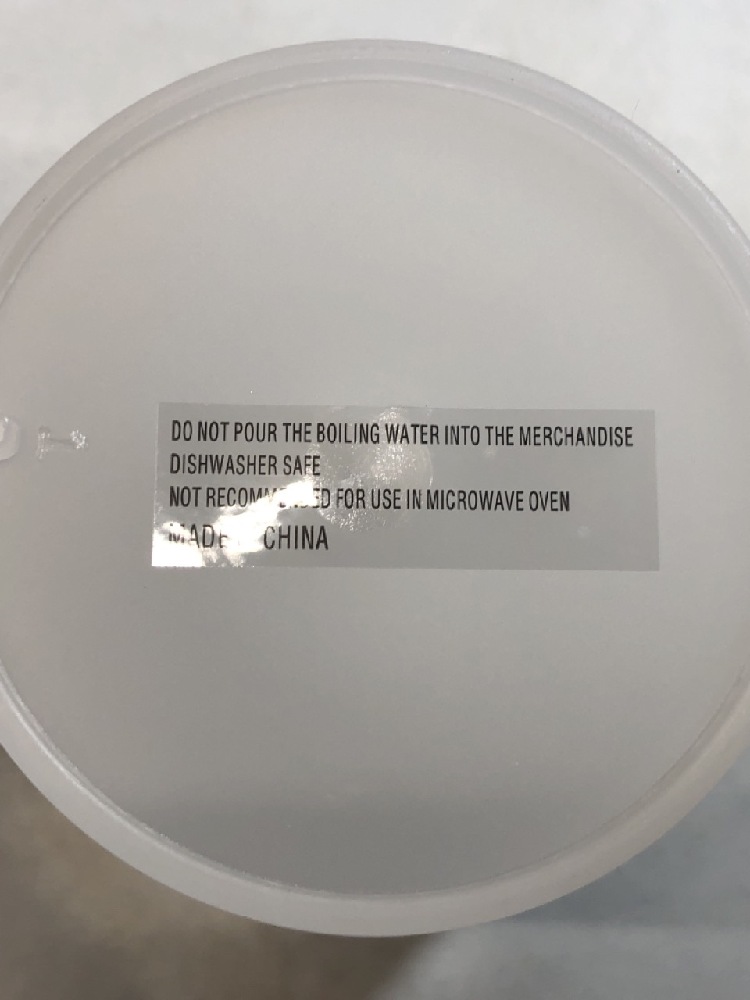 DO NOT POUR THE BOILING WATER INTO THE MERCHANDISE
DISHWASHER SAFE
NOT RECOMMENDED FOR USE IN MICROWAVE OVEN
MADE CHINA